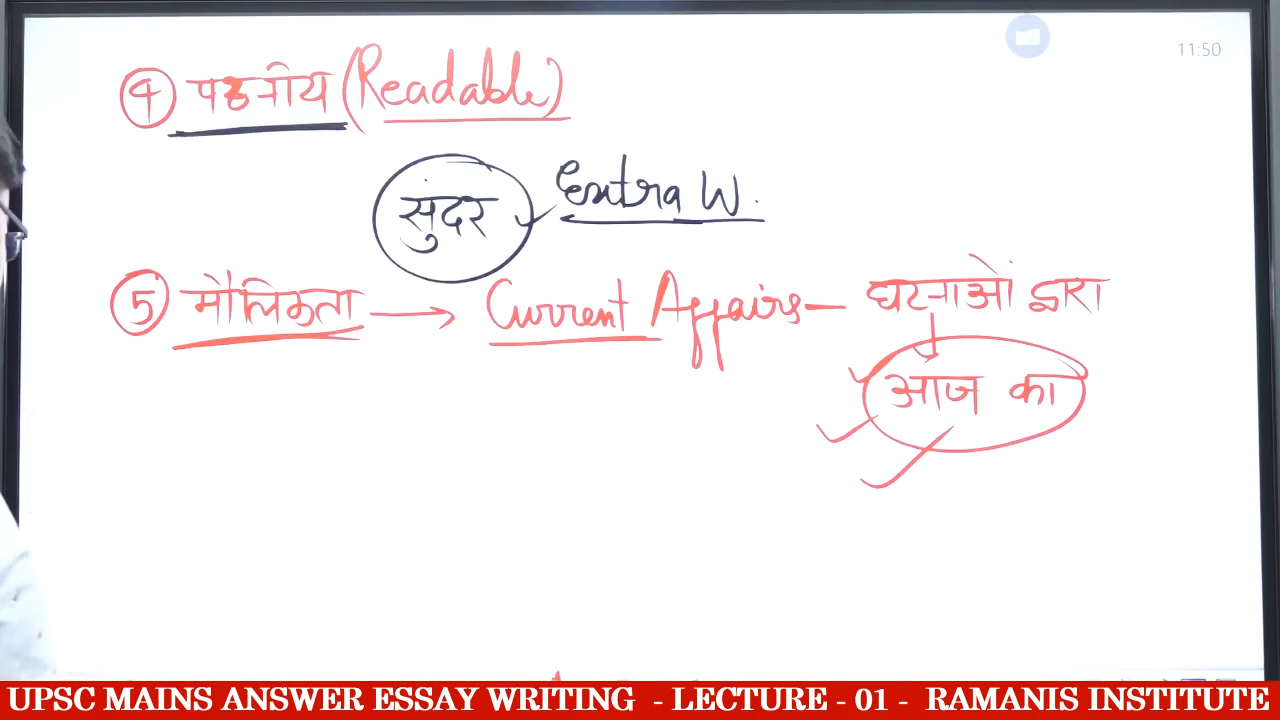 ④ पठनीय (Readable)
11:50
सुंदर Extra W.
⑤ मौलिकता → Current Affairs – घटनाओं द्वारा
आज का
UPSC MAINS ANSWER ESSAY WRITING - LECTURE - 01 - RAMANIS INSTITUTE